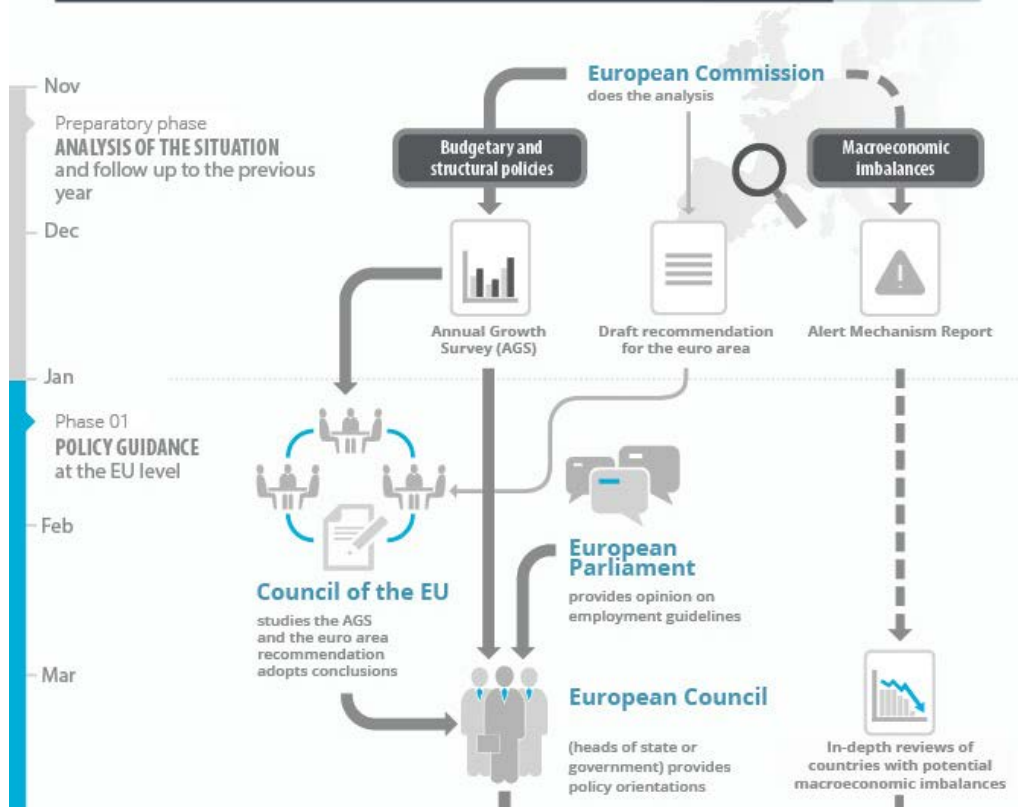 European Commission
does the analysis
Nov
Preparatory phase
ANALYSIS OF THE SITUATION
and follow up to the previous
year
Budgetary and
structural policies
Macroeconomic
imbalances
Dec
Annual Growth
Survey (AGS)
Draft recommendation
for the euro area
Alert Mechanism Report
Jan
Phase 01
POLICY GUIDANCE
at the EU level
Feb
European
Parliament
provides opinion on
employment guidelines
Council of the EU
studies the AGS
and the euro area
recommendation
adopts conclusions
Mar
European Council
(heads of state or
government) provides
policy orientations
In-depth reviews of
countries with potential
macroeconomic imbalances